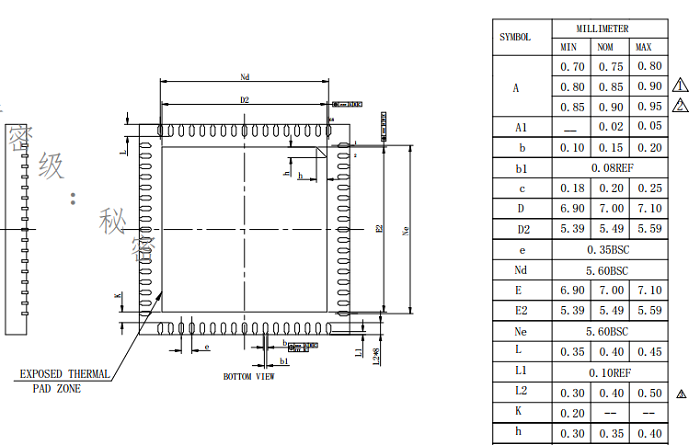 Nd
D2
密
级
:
秘
密
L
h
h
1
2
E2
Ne
K
e
b
b1
L1
L2*8
EXPOSED THERMAL
PAD ZONE
BOTTOM VIEW
SYMBOL MILLIMETER
MIN NOM MAX
A 0.70 0.75 0.80
0.80 0.85 0.90 1
0.85 0.90 0.95 2
A1 — 0.02 0.05
b 0.10 0.15 0.20
b1 0.08REF
c 0.18 0.20 0.25
D 6.90 7.00 7.10
D2 5.39 5.49 5.59
e 0.35BSC
Nd 5.60BSC
E 6.90 7.00 7.10
E2 5.39 5.49 5.59
Ne 5.60BSC
L 0.35 0.40 0.45
L1 0.10REF
L2 0.30 0.40 0.50
K 0.20 -- --
h 0.30 0.35 0.40